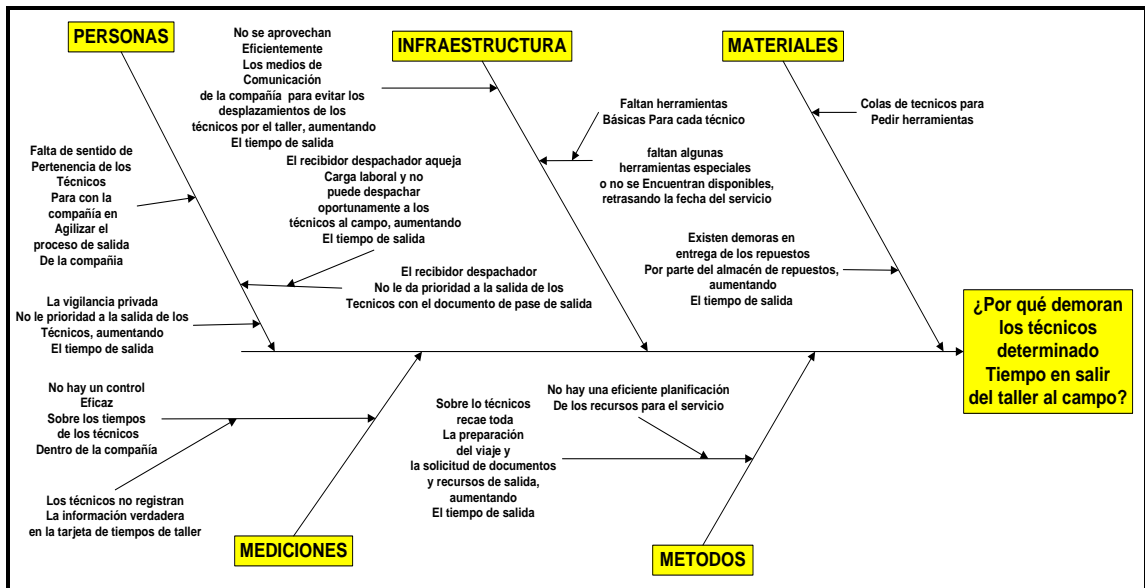 PERSONAS
No se aprovechan
Eficientemente
Los medios de
Comunicación
de la compañía para evitar los
desplazamientos de los
técnicos por el taller, aumentando
El tiempo de salida
INFRAESTRUCTURA
MATERIALES
Faltan herramientas
Básicas Para cada técnico
Colas de tecnicos para
Pedir herramientas
Falta de sentido de
Pertenencia de los
Técnicos
Para con la
compañía en
Agilizar el
proceso de salida
De la compañia
El recibidor despachador aqueja
Carga laboral y no
puede despachar
oportunamente a los
técnicos al campo, aumentando
El tiempo de salida
faltan algunas
herramientas especiales
o no se Encuentran disponibles,
retrasando la fecha del servicio
Existen demoras en
entrega de los repuestos
Por parte del almacén de repuestos,
aumentando
El tiempo de salida
El recibidor despachador
No le da prioridad a la salida de los
Tecnicos con el documento de pase de salida
La vigilancia privada
No le prioridad a la salida de los
Técnicos, aumentando
El tiempo de salida
¿Por qué demoran
los técnicos
determinado
Tiempo en salir
del taller al campo?
No hay un control
Eficaz
Sobre los tiempos
de los técnicos
Dentro de la compañía
Los técnicos no registran
La información verdadera
en la tarjeta de tiempos de taller
Sobre lo técnicos
recae toda
La preparación
del viaje y
la solicitud de documentos
y recursos de salida,
aumentando
El tiempo de salida
No hay una eficiente planificación
De los recursos para el servicio
MEDICIONES
METODOS